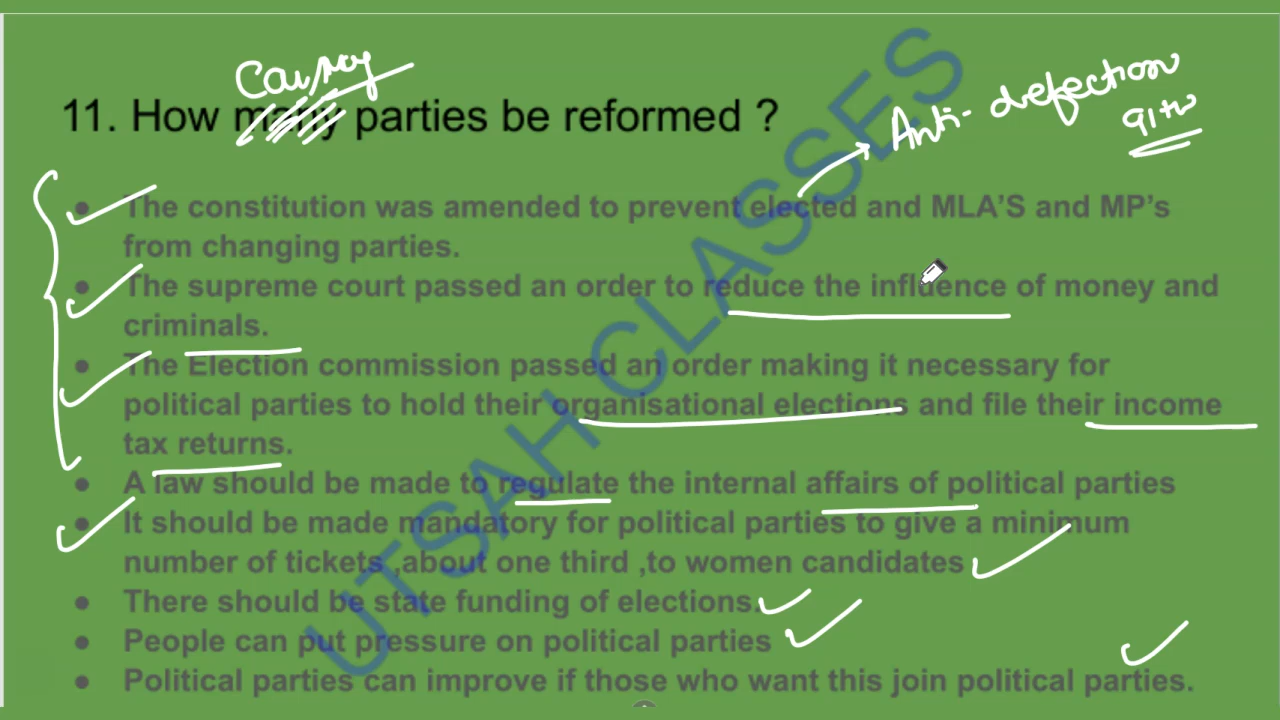 Can/may
Anti-defection
91th
11. How many parties be reformed ?
The constitution was amended to prevent elected and MLA'S and MP's
from changing parties.
The supreme court passed an order to reduce the influence of money and
criminals.
The Election commission passed an order making it necessary for
political parties to hold their organisational elections and file their income
tax returns.
A law should be made to regulate the internal affairs of political parties
It should be made mandatory for political parties to give a minimum
number of tickets ,about one third ,to women candidates
There should be state funding of elections.
People can put pressure on political parties
Political parties can improve if those who want this join political parties.
UTSAH CLASSES